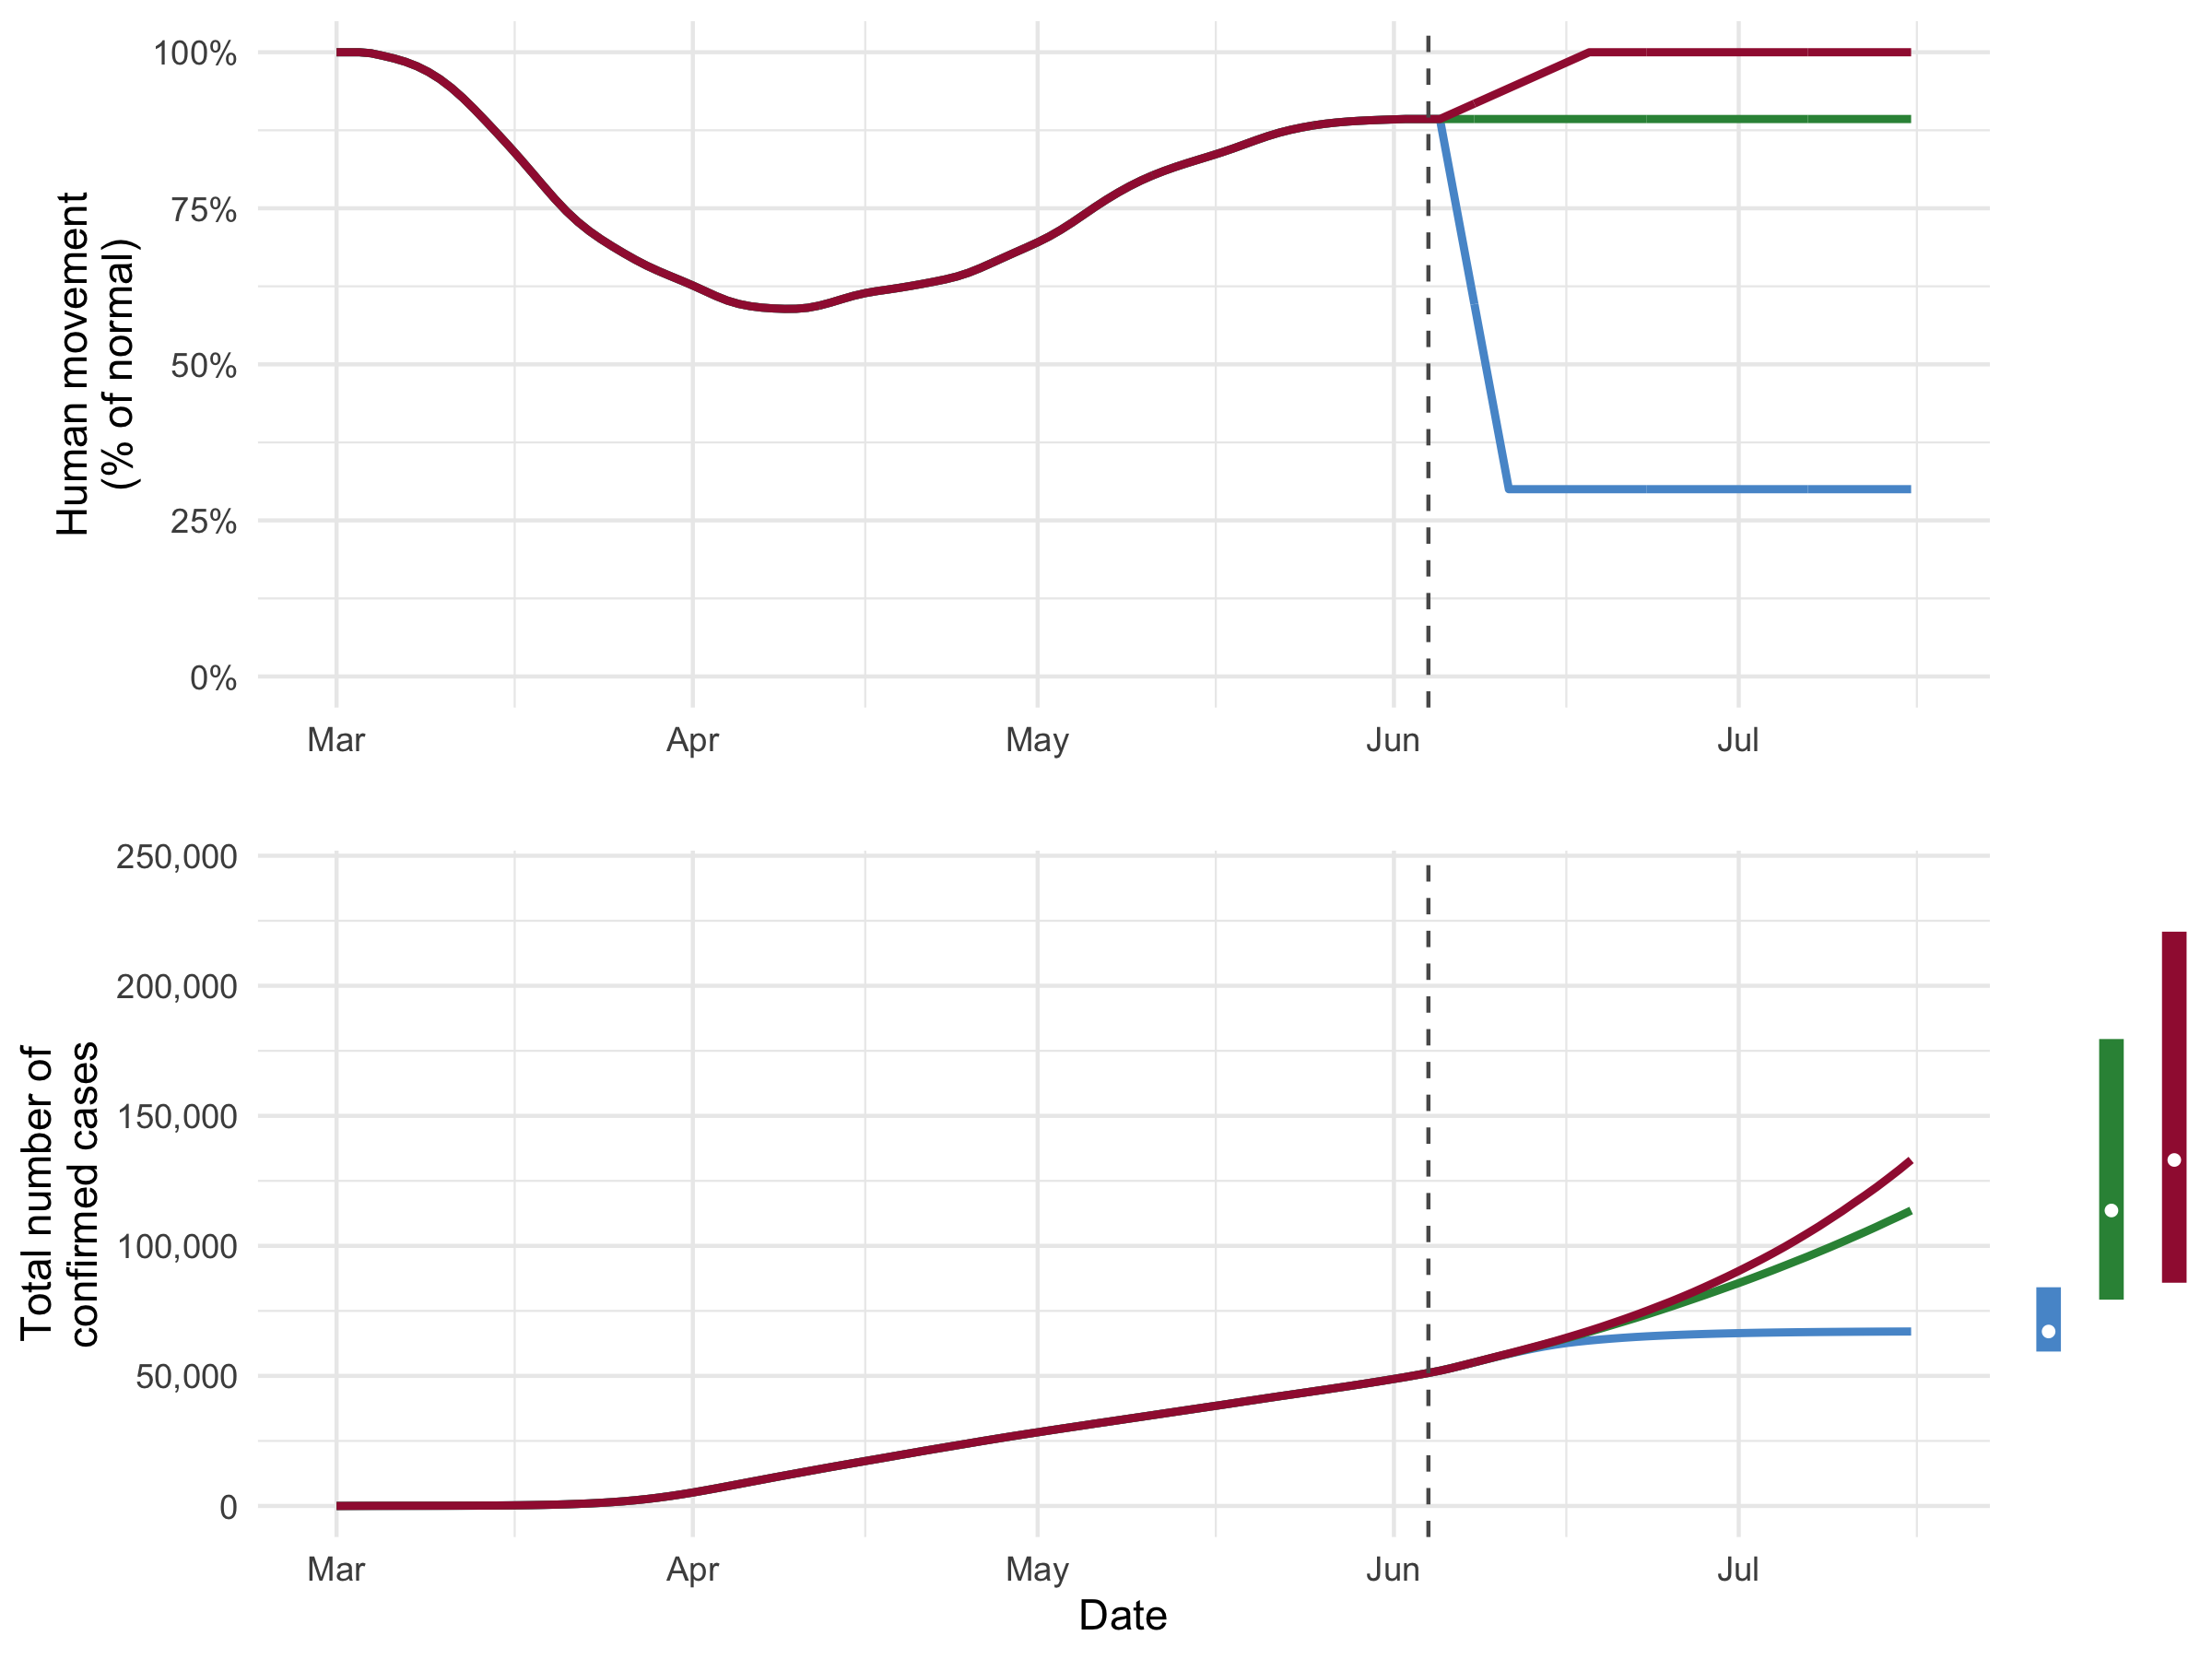 Human movement
(% of normal)
100%
75%
50%
25%
0%
Mar Apr May Jun Jul
Total number of
confirmed cases
250,000
200,000
150,000
100,000
50,000
0
Mar Apr May Jun Jul
Date